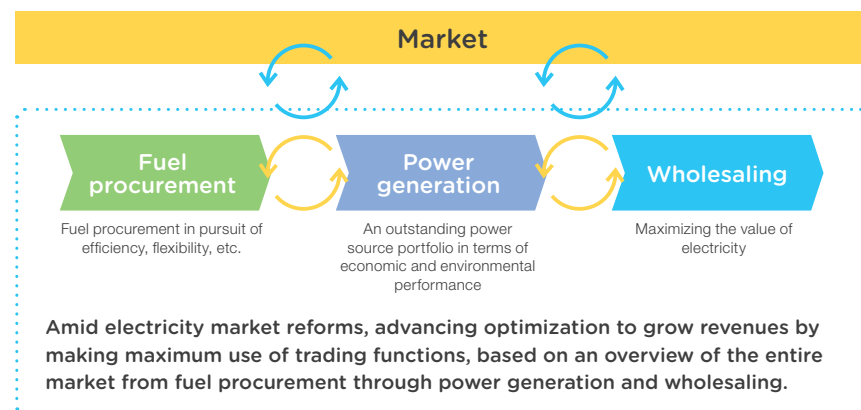 Market
Fuel
procurement
Power
generation
Wholesaling
Fuel procurement in pursuit of
efficiency, flexibility, etc.
An outstanding power
source portfolio in terms of
economic and environmental
performance
Maximizing the value of
electricity
Amid electricity market reforms, advancing optimization to grow revenues by
making maximum use of trading functions, based on an overview of the entire
market from fuel procurement through power generation and wholesaling.